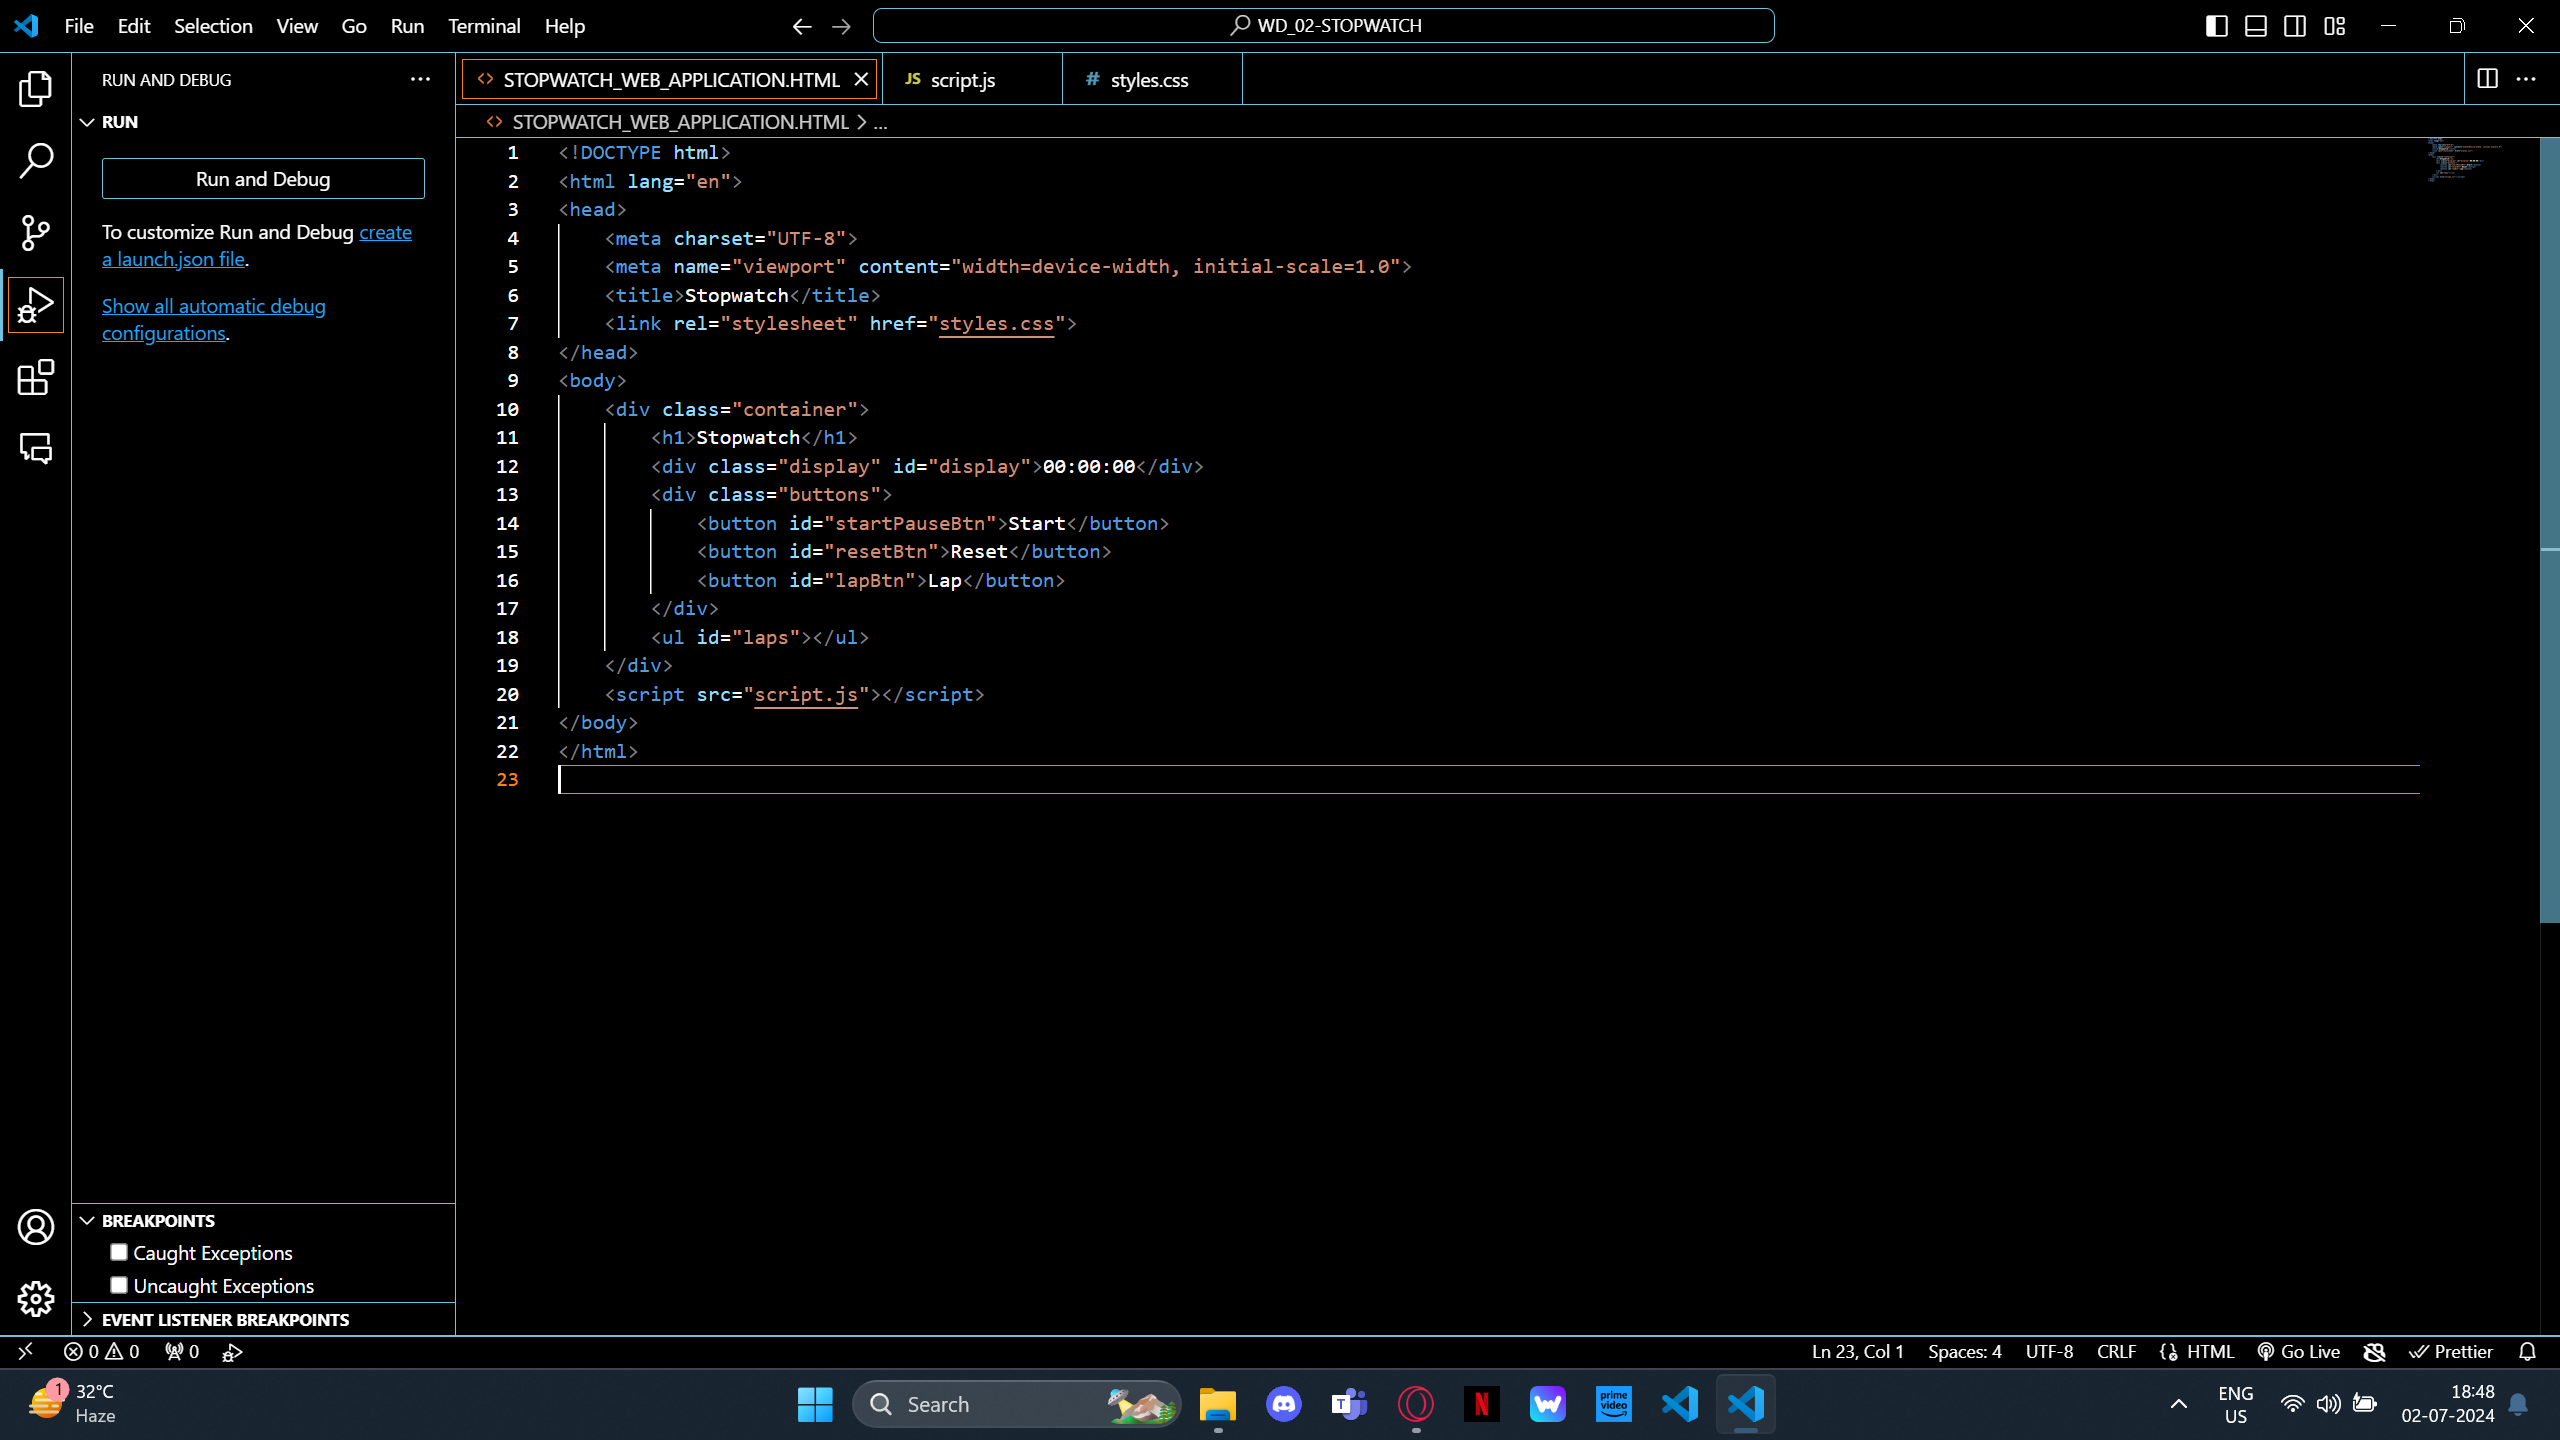 File Edit Selection View Go Run Terminal Help
WD_02-STOPWATCH
RUN AND DEBUG
RUN
Run and Debug
To customize Run and Debug create
a launch.json file.
Show all automatic debug
configurations.
STOPWATCH_WEB_APPLICATION.HTML
JS script.js
# styles.css
<> STOPWATCH_WEB_APPLICATION.HTML > ...
1 <!DOCTYPE html>
2 <html lang="en">
3 <head>
4     <meta charset="UTF-8">
5     <meta name="viewport" content="width=device-width, initial-scale=1.0">
6     <title>Stopwatch</title>
7     <link rel="stylesheet" href="styles.css">
8 </head>
9 <body>
10     <div class="container">
11         <h1>Stopwatch</h1>
12         <div class="display" id="display">00:00:00</div>
13         <div class="buttons">
14             <button id="startPauseBtn">Start</button>
15             <button id="resetBtn">Reset</button>
16             <button id="lapBtn">Lap</button>
17         </div>
18         <ul id="laps"></ul>
19     </div>
20     <script src="script.js"></script>
21 </body>
22 </html>
23
BREAKPOINTS
Caught Exceptions
Uncaught Exceptions
EVENT LISTENER BREAKPOINTS
0 0 0
Ln 23, Col 1 Spaces: 4 UTF-8 CRLF HTML Go Live Prettier
1
32°C
Haze
Search
T
N
prime
video
ENG
US
18:48
02-07-2024